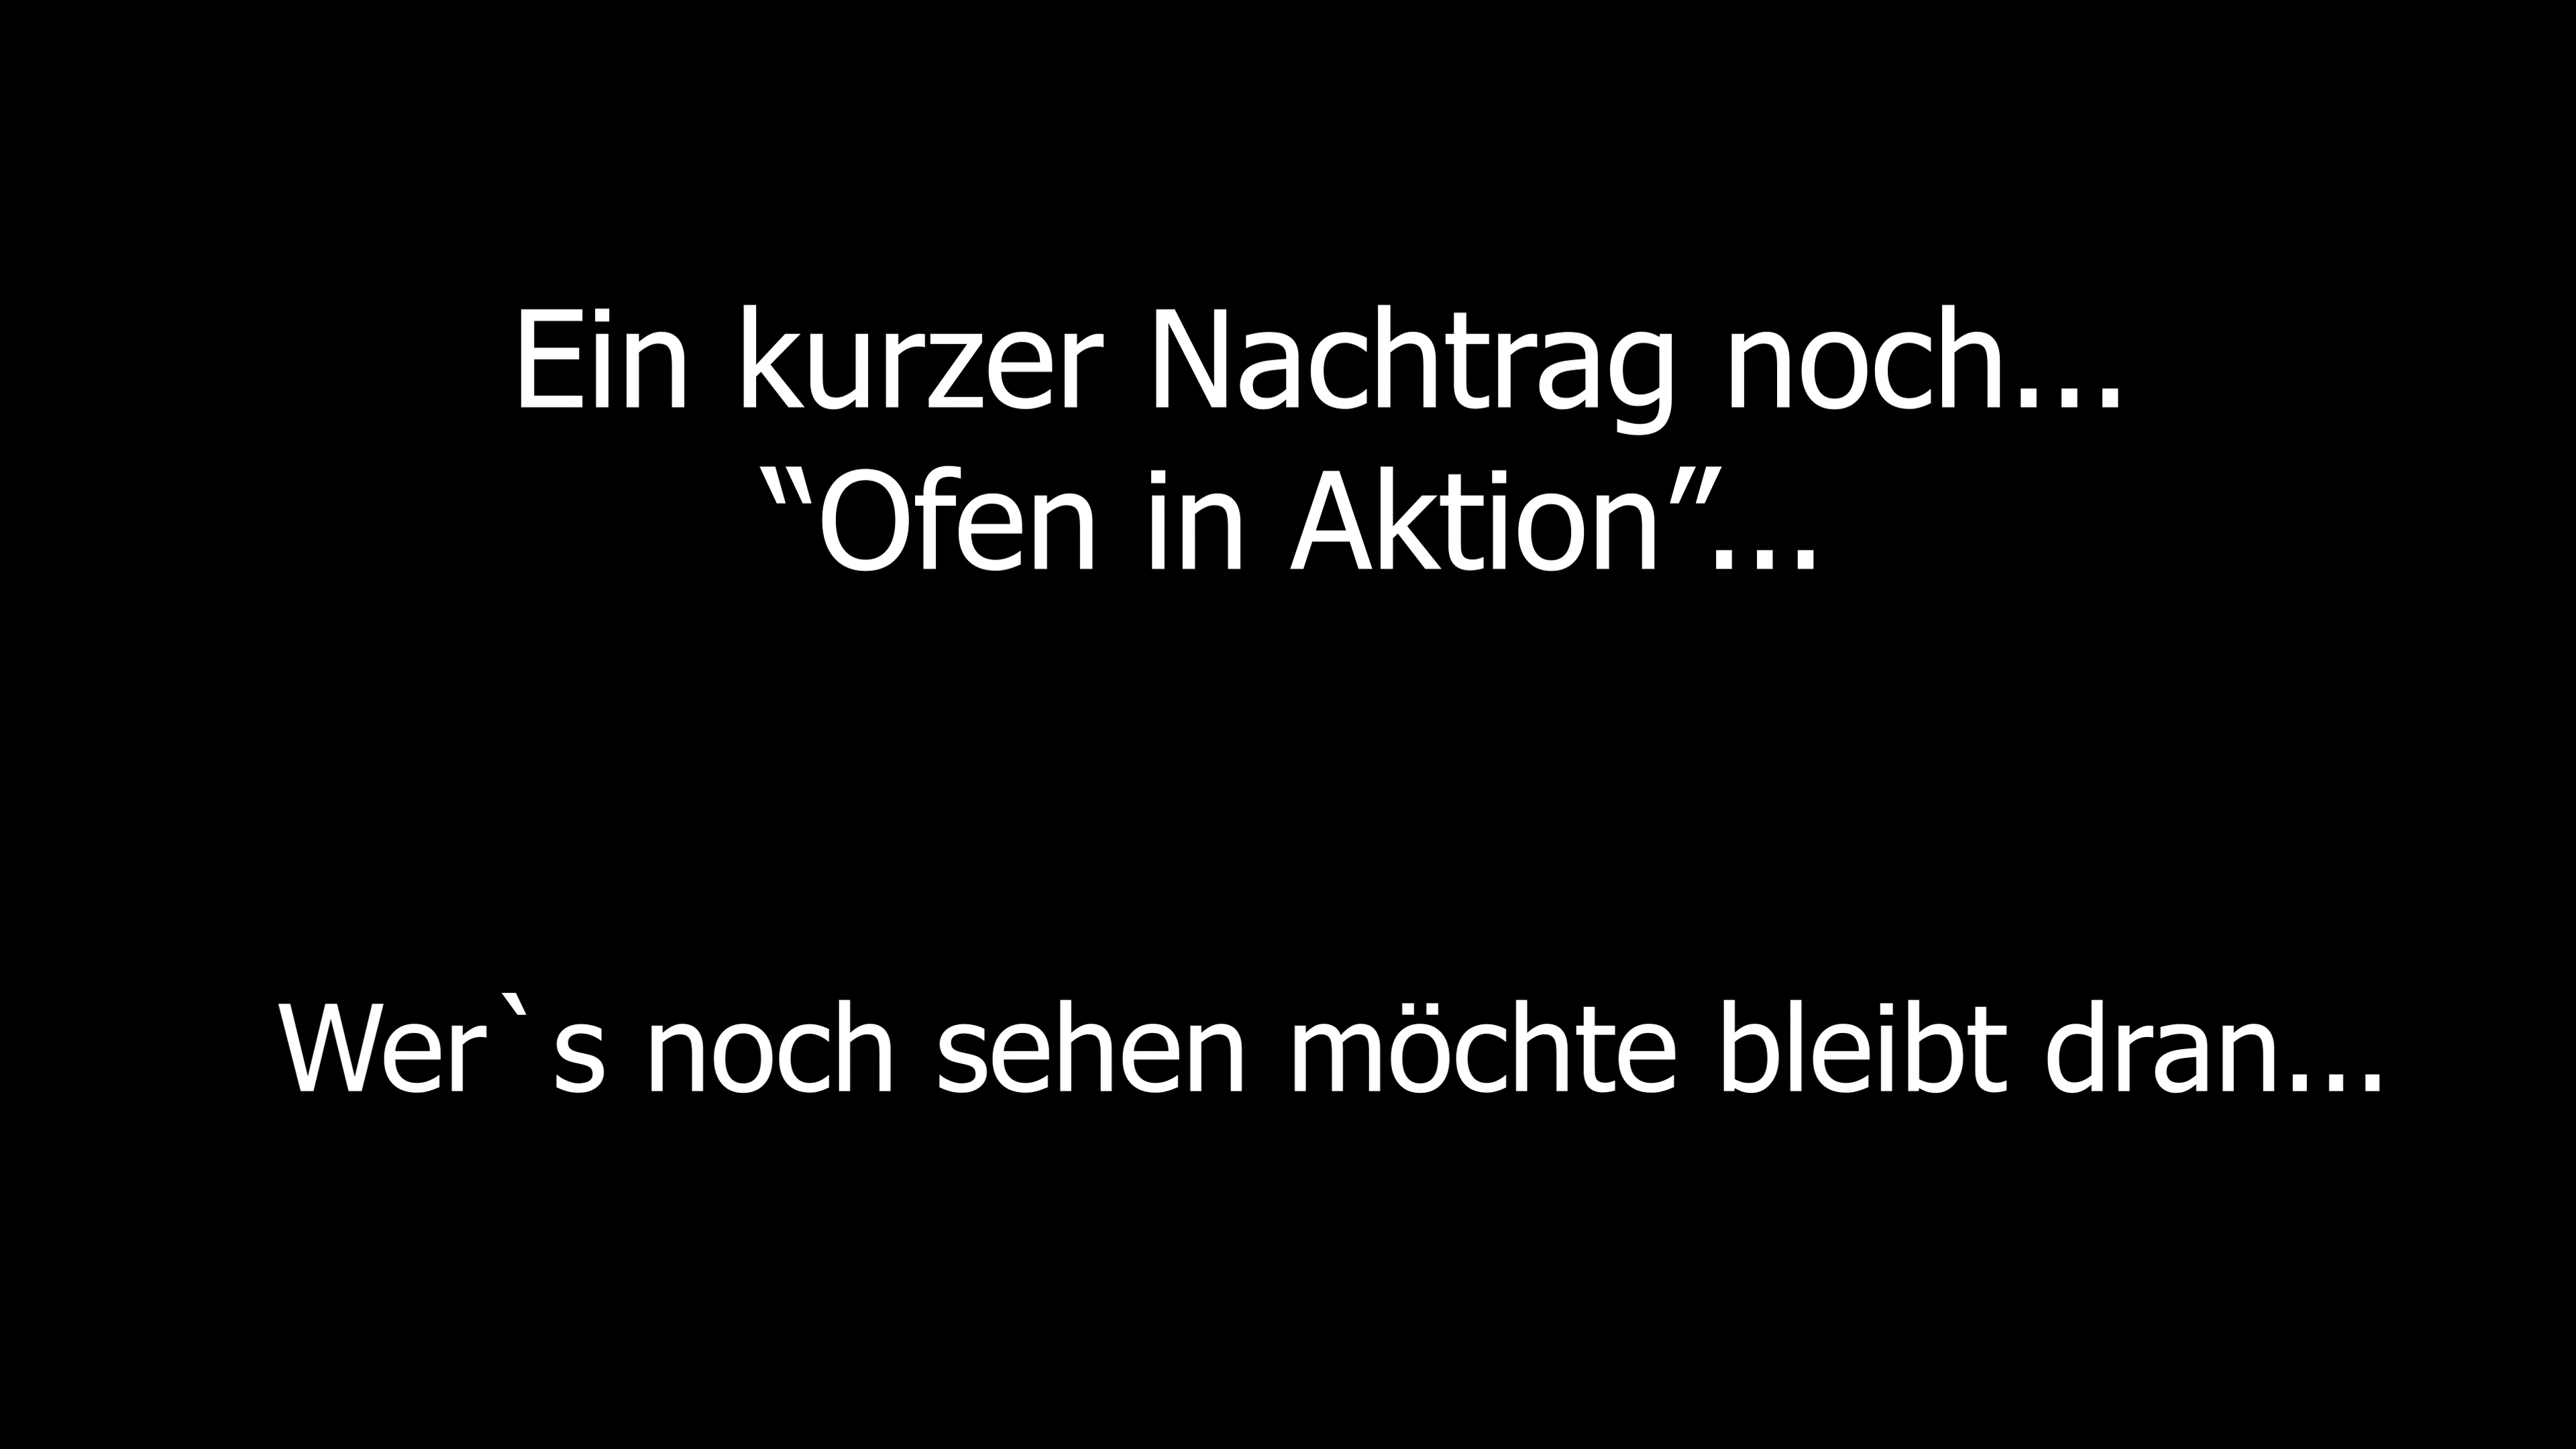 Ein kurzer Nachtrag noch...
“Ofen in Aktion”...
Wer`s noch sehen möchte bleibt dran...